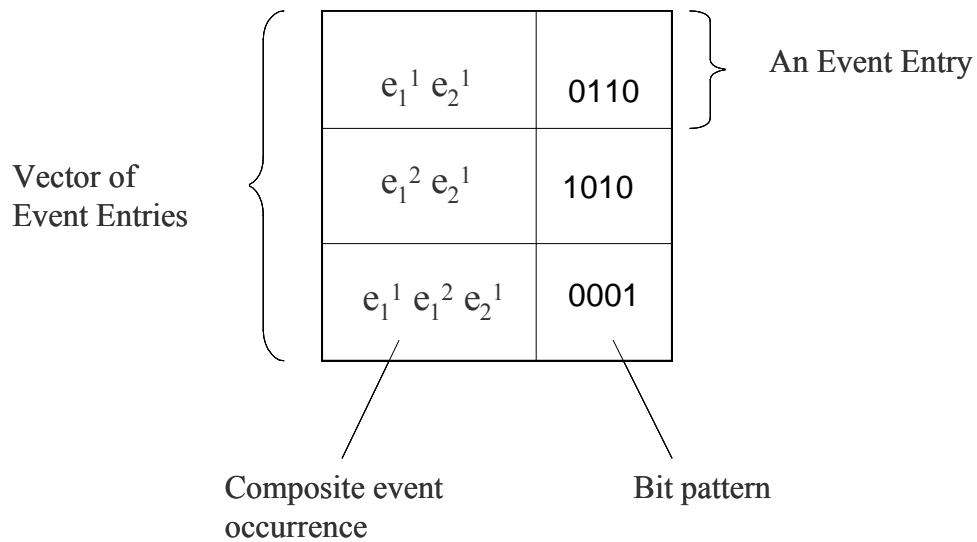 An Event Entry
e₁¹ e₂¹ 0110
Vector of
Event Entries
e₁² e₂¹ 1010
e₁¹ e₁² e₂¹ 0001
Composite event
occurrence
Bit pattern